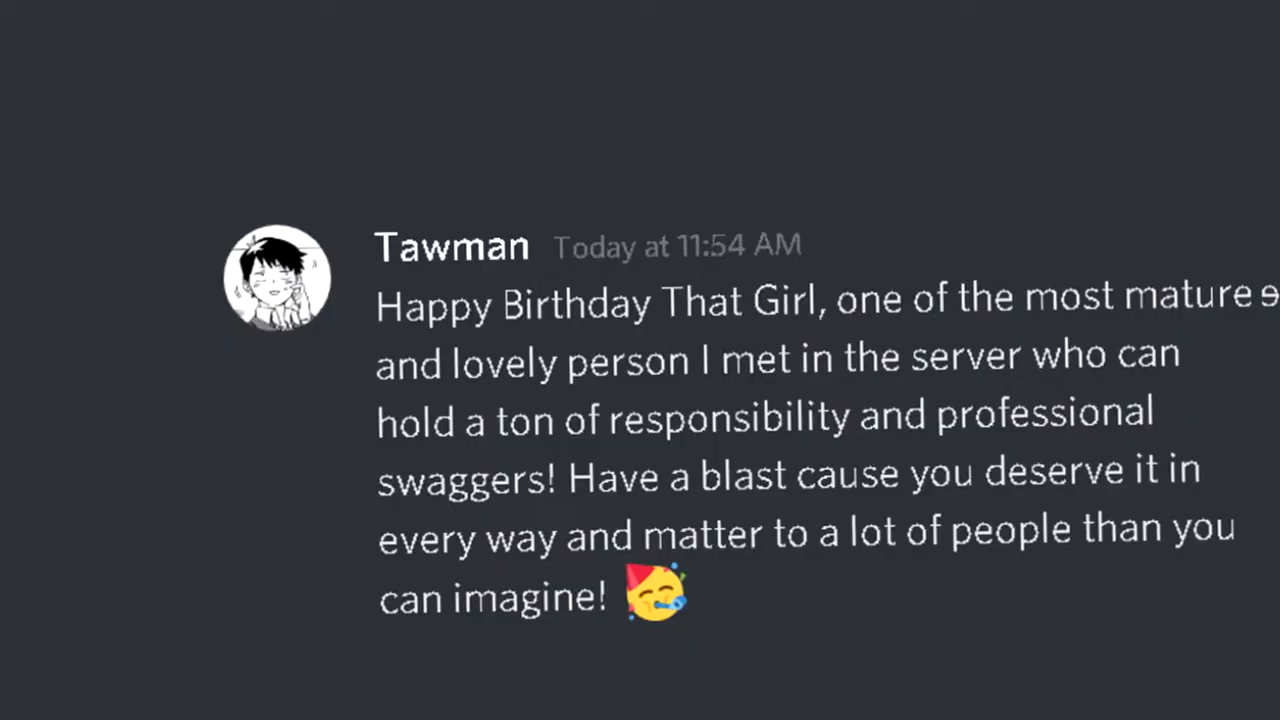 Tawman Today at 11:54 AM
Happy Birthday That Girl, one of the most mature
and lovely person I met in the server who can
hold a ton of responsibility and professional
swaggers! Have a blast cause you deserve it in
every way and matter to a lot of people than you
can imagine! 🥳